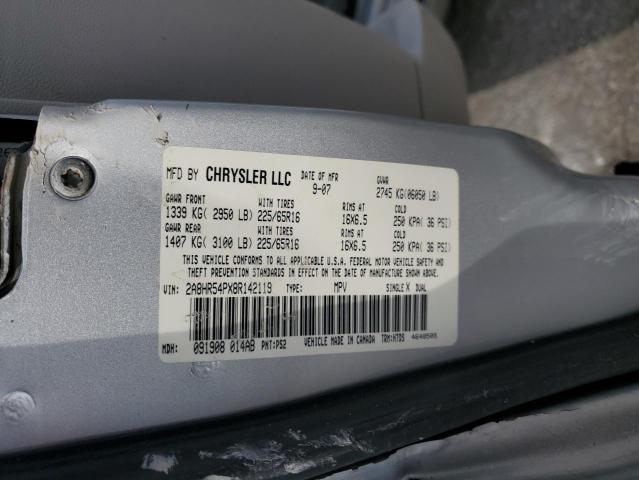 MFD BY CHRYSLER LLC DATE OF MFR 9-07 GVWR 2745 KG(06050 LB)
GAWR FRONT WITH TIRES RIMS AT COLD
1339 KG( 2950 LB) 225/65R16 16X6.5 250 KPA( 36 PSI)
GAWR REAR WITH TIRES RIMS AT COLD
1407 KG( 3100 LB) 225/65R16 16X6.5 250 KPA( 36 PSI)
THIS VEHICLE CONFORMS TO ALL APPLICABLE U.S.A. FEDERAL MOTOR VEHICLE SAFETY AND
THEFT PREVENTION STANDARDS IN EFFECT ON THE DATE OF MANUFACTURE SHOWN ABOVE.
VIN: 2A8HR54PX8R142119 TYPE: MPV SINGLE X DUAL
MDH: 091908 014AB PNT:PS2 VEHICLE MADE IN CANADA TRM:H7DS